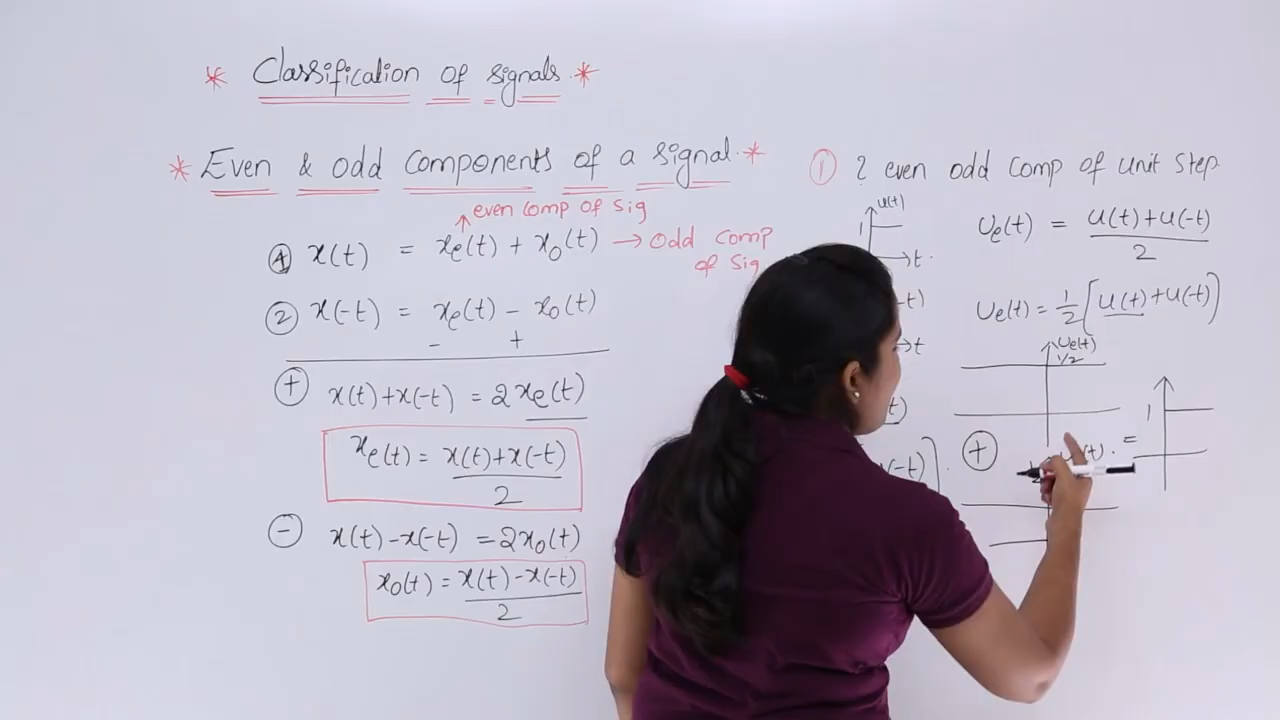 * Classification of signals *
* Even & odd components of a signal. *
↑ even comp of sig
① x(t) = xe(t) + xo(t) → odd comp of sig
② x(-t) = xe(t) - xo(t)
- +
⊕ x(t)+x(-t) = 2xe(t)
xe(t) = x(t)+x(-t) / 2
⊖ x(t)-x(-t) = 2xo(t)
xo(t) = x(t)-x(-t) / 2
① ? even odd comp of unit step
u(t)
1
→t.
Ue(t) = u(t)+u(-t) / 2
-t)
→t
Ue(t) = 1/2 [u(t)+u(-t)]
Ue(t)
1/2
t)
(-t)].
⊕
(t).
=
1